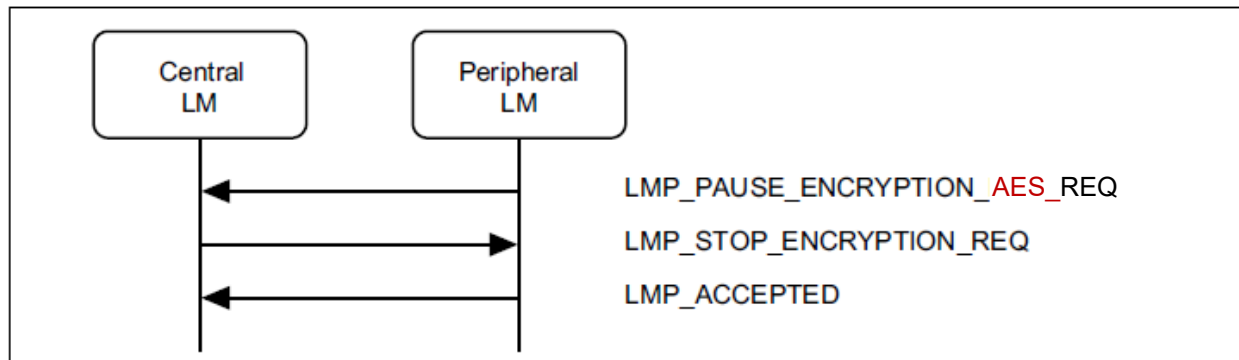 Central
LM
Peripheral
LM
LMP_PAUSE_ENCRYPTION_AES_REQ
LMP_STOP_ENCRYPTION_REQ
LMP_ACCEPTED